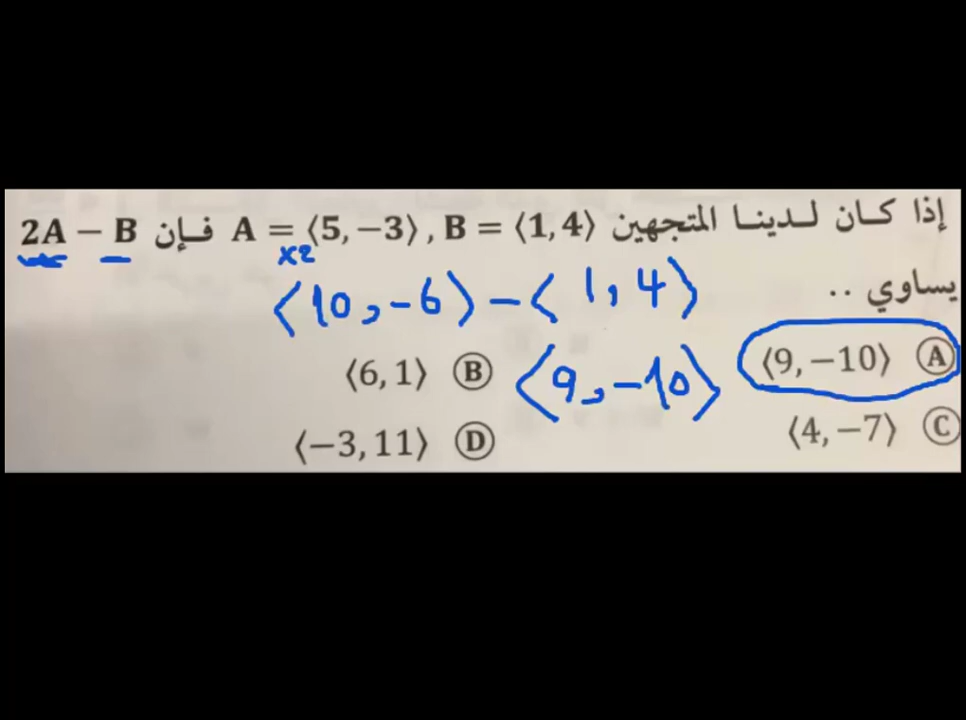 إذا كان لدينا المتجهين A = ⟨5, −3⟩ , B = ⟨1, 4⟩ فإن 2A − B
×2
يساوي ..
⟨10, -6⟩ - ⟨1, 4⟩
⟨9, −10⟩ Ⓐ
⟨6, 1⟩ Ⓑ
⟨9, -10⟩
⟨4, −7⟩ Ⓒ
⟨−3, 11⟩ Ⓓ